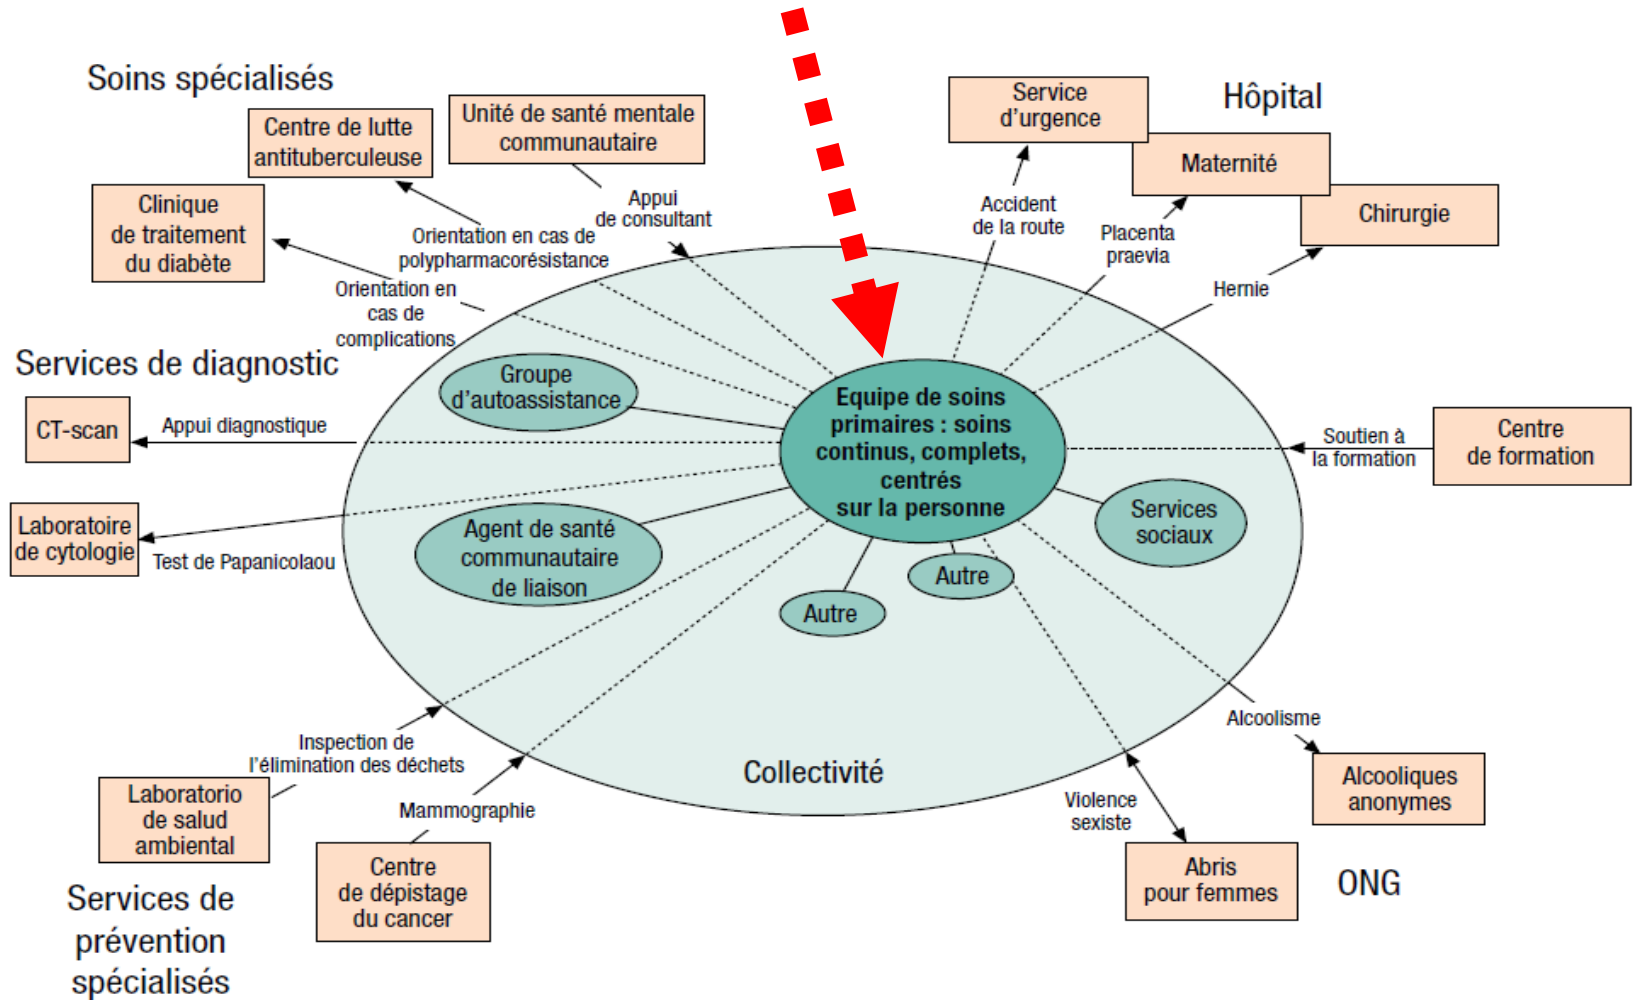 Soins spécialisés
Centre de lutte
antituberculeuse
Unité de santé mentale
communautaire
Clinique
de traitement
du diabète
Appui
de consultant
Orientation en cas de
polypharmacorésistance
Orientation en
cas de
complications
Service
d'urgence
Hôpital
Maternité
Chirurgie
Accident
de la route
Placenta
praevia
Hernie
Services de diagnostic
CT-scan
Appui diagnostique
Laboratoire
de cytologie
Test de Papanicolaou
Groupe
d'autoassistance
Equipe de soins
primaires : soins
continus, complets,
centrés
sur la personne
Agent de santé
communautaire
de liaison
Autre
Autre
Services
sociaux
Soutien à
la formation
Centre
de formation
Collectivité
Inspection de
l'élimination des déchets
Laboratorio
de salud
ambiental
Mammographie
Centre
de dépistage
du cancer
Services de
prévention
spécialisés
Alcoolisme
Alcooliques
anonymes
Violence
sexiste
Abris
pour femmes
ONG